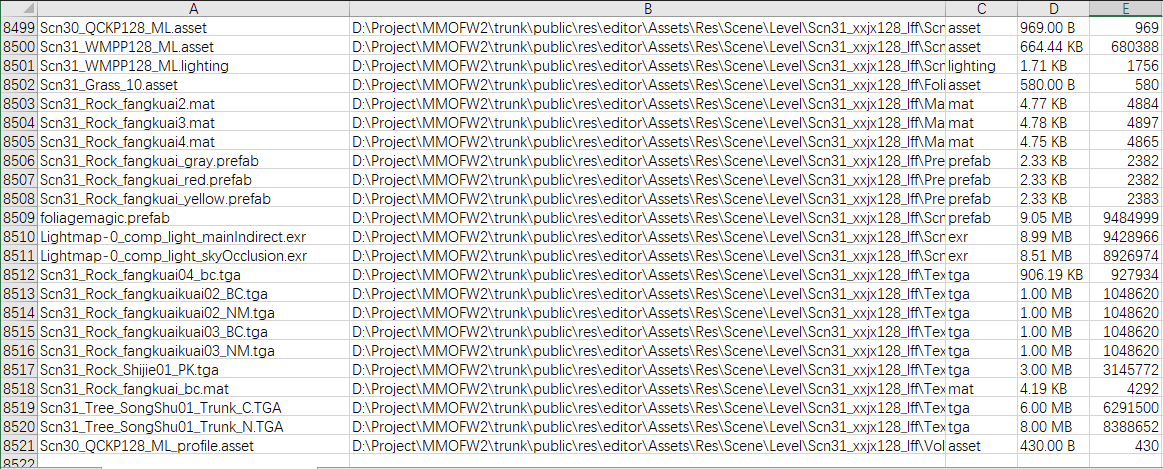 A B C D E
8499 Scn30_QCKP128_ML.asset D:\Project\MMOFW2\trunk\public\res\editor\Assets\Res\Scene\Level\Scn31_xxjx128_lff\Scn asset 969.00 B 969
8500 Scn31_WMPP128_ML.asset D:\Project\MMOFW2\trunk\public\res\editor\Assets\Res\Scene\Level\Scn31_xxjx128_lff\Scn asset 664.44 KB 680388
8501 Scn31_WMPP128_ML.lighting D:\Project\MMOFW2\trunk\public\res\editor\Assets\Res\Scene\Level\Scn31_xxjx128_lff\Scn lighting 1.71 KB 1756
8502 Scn31_Grass_10.asset D:\Project\MMOFW2\trunk\public\res\editor\Assets\Res\Scene\Level\Scn31_xxjx128_lff\Foli asset 580.00 B 580
8503 Scn31_Rock_fangkuai2.mat D:\Project\MMOFW2\trunk\public\res\editor\Assets\Res\Scene\Level\Scn31_xxjx128_lff\Ma mat 4.77 KB 4884
8504 Scn31_Rock_fangkuai3.mat D:\Project\MMOFW2\trunk\public\res\editor\Assets\Res\Scene\Level\Scn31_xxjx128_lff\Ma mat 4.78 KB 4897
8505 Scn31_Rock_fangkuai4.mat D:\Project\MMOFW2\trunk\public\res\editor\Assets\Res\Scene\Level\Scn31_xxjx128_lff\Ma mat 4.75 KB 4865
8506 Scn31_Rock_fangkuai_gray.prefab D:\Project\MMOFW2\trunk\public\res\editor\Assets\Res\Scene\Level\Scn31_xxjx128_lff\Pre prefab 2.33 KB 2382
8507 Scn31_Rock_fangkuai_red.prefab D:\Project\MMOFW2\trunk\public\res\editor\Assets\Res\Scene\Level\Scn31_xxjx128_lff\Pre prefab 2.33 KB 2382
8508 Scn31_Rock_fangkuai_yellow.prefab D:\Project\MMOFW2\trunk\public\res\editor\Assets\Res\Scene\Level\Scn31_xxjx128_lff\Pre prefab 2.33 KB 2383
8509 foliagemagic.prefab D:\Project\MMOFW2\trunk\public\res\editor\Assets\Res\Scene\Level\Scn31_xxjx128_lff\Scn prefab 9.05 MB 9484999
8510 Lightmap-0_comp_light_mainIndirect.exr D:\Project\MMOFW2\trunk\public\res\editor\Assets\Res\Scene\Level\Scn31_xxjx128_lff\Scn exr 8.99 MB 9428966
8511 Lightmap-0_comp_light_skyOcclusion.exr D:\Project\MMOFW2\trunk\public\res\editor\Assets\Res\Scene\Level\Scn31_xxjx128_lff\Scn exr 8.51 MB 8926974
8512 Scn31_Rock_fangkuai04_bc.tga D:\Project\MMOFW2\trunk\public\res\editor\Assets\Res\Scene\Level\Scn31_xxjx128_lff\Tex tga 906.19 KB 927934
8513 Scn31_Rock_fangkuaikuai02_BC.tga D:\Project\MMOFW2\trunk\public\res\editor\Assets\Res\Scene\Level\Scn31_xxjx128_lff\Tex tga 1.00 MB 1048620
8514 Scn31_Rock_fangkuaikuai02_NM.tga D:\Project\MMOFW2\trunk\public\res\editor\Assets\Res\Scene\Level\Scn31_xxjx128_lff\Tex tga 1.00 MB 1048620
8515 Scn31_Rock_fangkuaikuai03_BC.tga D:\Project\MMOFW2\trunk\public\res\editor\Assets\Res\Scene\Level\Scn31_xxjx128_lff\Tex tga 1.00 MB 1048620
8516 Scn31_Rock_fangkuaikuai03_NM.tga D:\Project\MMOFW2\trunk\public\res\editor\Assets\Res\Scene\Level\Scn31_xxjx128_lff\Tex tga 1.00 MB 1048620
8517 Scn31_Rock_Shijie01_PK.tga D:\Project\MMOFW2\trunk\public\res\editor\Assets\Res\Scene\Level\Scn31_xxjx128_lff\Tex tga 3.00 MB 3145772
8518 Scn31_Rock_fangkuai_bc.mat D:\Project\MMOFW2\trunk\public\res\editor\Assets\Res\Scene\Level\Scn31_xxjx128_lff\Tex mat 4.19 KB 4292
8519 Scn31_Tree_SongShu01_Trunk_C.TGA D:\Project\MMOFW2\trunk\public\res\editor\Assets\Res\Scene\Level\Scn31_xxjx128_lff\Tex tga 6.00 MB 6291500
8520 Scn31_Tree_SongShu01_Trunk_N.TGA D:\Project\MMOFW2\trunk\public\res\editor\Assets\Res\Scene\Level\Scn31_xxjx128_lff\Tex tga 8.00 MB 8388652
8521 Scn30_QCKP128_ML_profile.asset D:\Project\MMOFW2\trunk\public\res\editor\Assets\Res\Scene\Level\Scn31_xxjx128_lff\Vol asset 430.00 B 430
8522